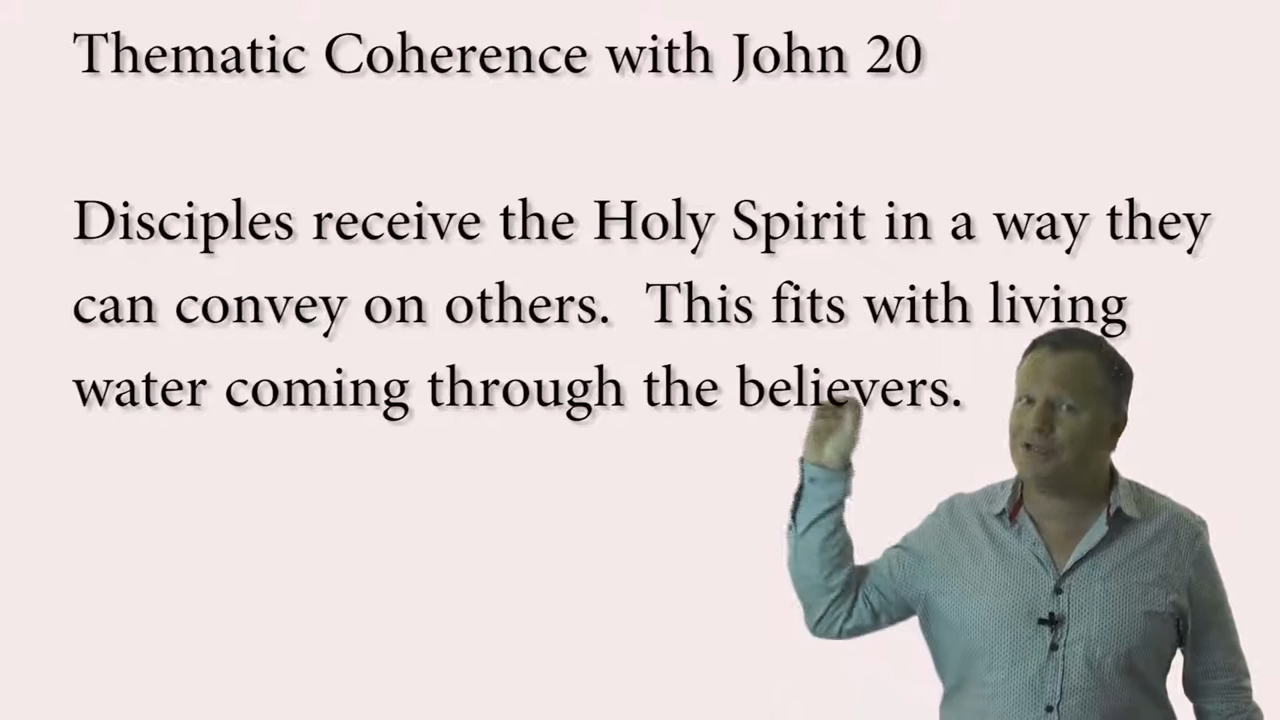 Thematic Coherence with John 20
Disciples receive the Holy Spirit in a way they
can convey on others. This fits with living
water coming through the believers.